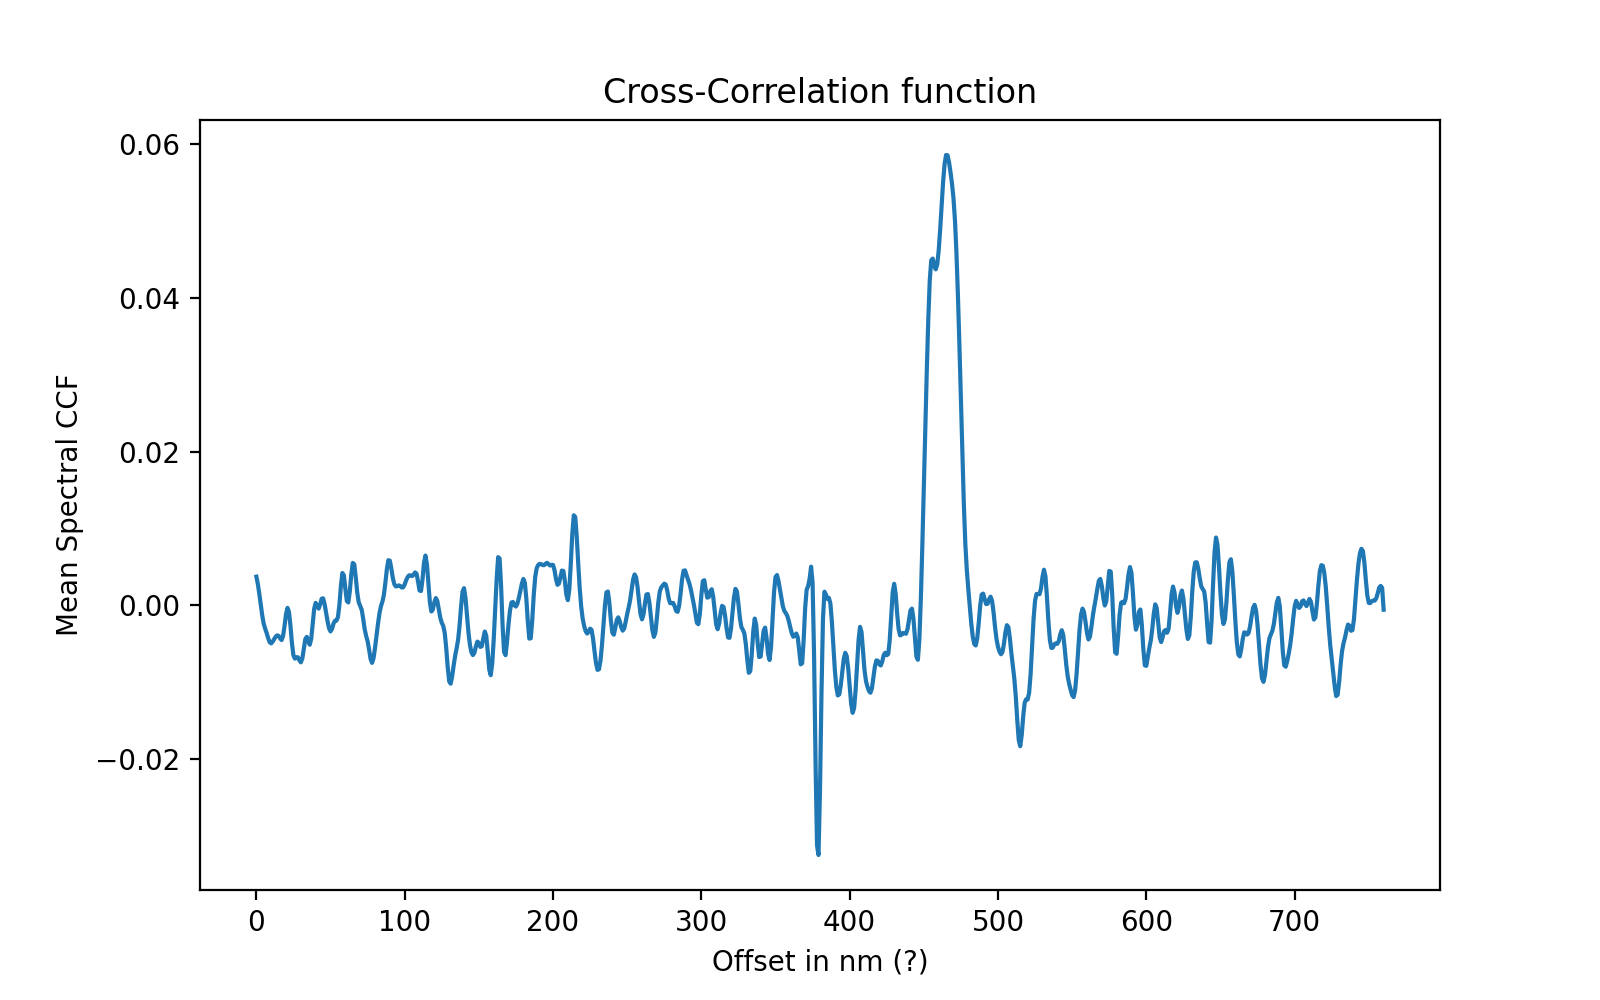 Cross-Correlation function
0.06
0.04
0.02
0.00
−0.02
Mean Spectral CCF
0 100 200 300 400 500 600 700
Offset in nm (?)